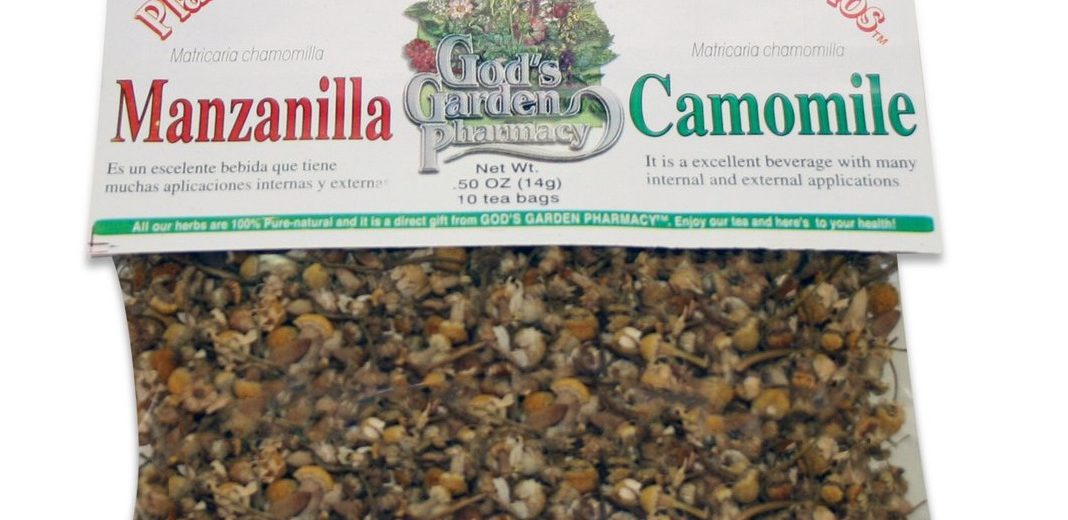 Matricaria chamomilla
Manzanilla
Es un escelente bebida que tiene
muchas aplicaciones internas y externas
God's
Garden
Pharmacy
Net Wt.
.50 OZ (14g)
10 tea bags
Matricaria chamomilla
Camomile
It is a excellent beverage with many
internal and external applications
All our herbs are 100% Pure-natural and it is a direct gift from GOD'S GARDEN PHARMACY™. Enjoy our tea and here's to your health!